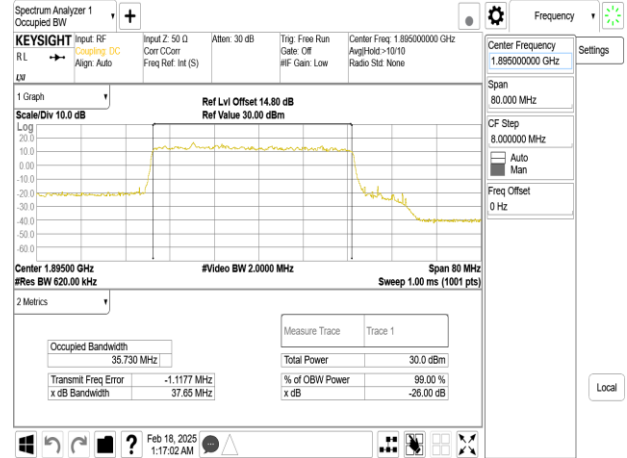 Spectrum Analyzer 1
Occupied BW
Frequency
KEYSIGHT
RL
LXI
Input: RF
Coupling: DC
Align: Auto
Input Z: 50 Ω
Corr CCorr
Freq Ref: Int (S)
Atten: 30 dB
Trig: Free Run
Gate: Off
#IF Gain: Low
Center Freq: 1.895000000 GHz
Avg|Hold:>10/10
Radio Std: None
Center Frequency
1.895000000 GHz
Settings
Span
80.000 MHz
CF Step
8.000000 MHz
Auto
Man
Freq Offset
0 Hz
1 Graph
Scale/Div 10.0 dB
Ref Lvl Offset 14.80 dB
Ref Value 30.00 dBm
Log
20.0
10.0
0.00
-10.0
-20.0
-30.0
-40.0
-50.0
-60.0
Center 1.89500 GHz
#Res BW 620.00 kHz
#Video BW 2.0000 MHz
Span 80 MHz
Sweep 1.00 ms (1001 pts)
2 Metrics
Measure Trace Trace 1
Occupied Bandwidth
35.730 MHz
Total Power 30.0 dBm
Transmit Freq Error -1.1177 MHz
% of OBW Power 99.00 %
x dB Bandwidth 37.65 MHz
x dB -26.00 dB
Local
?
Feb 18, 2025
1:17:02 AM